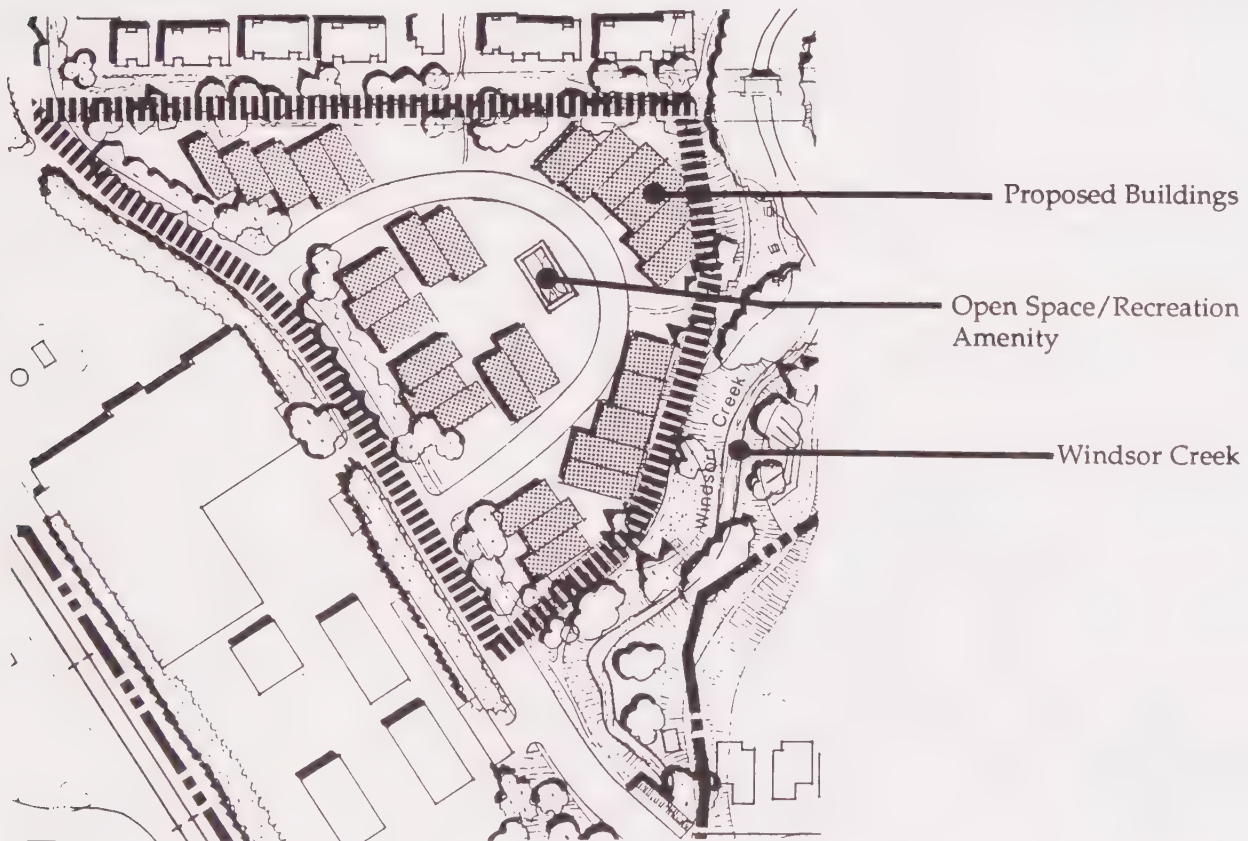 Proposed Buildings
Open Space/Recreation
Amenity
Windsor Creek
Windsor Creek